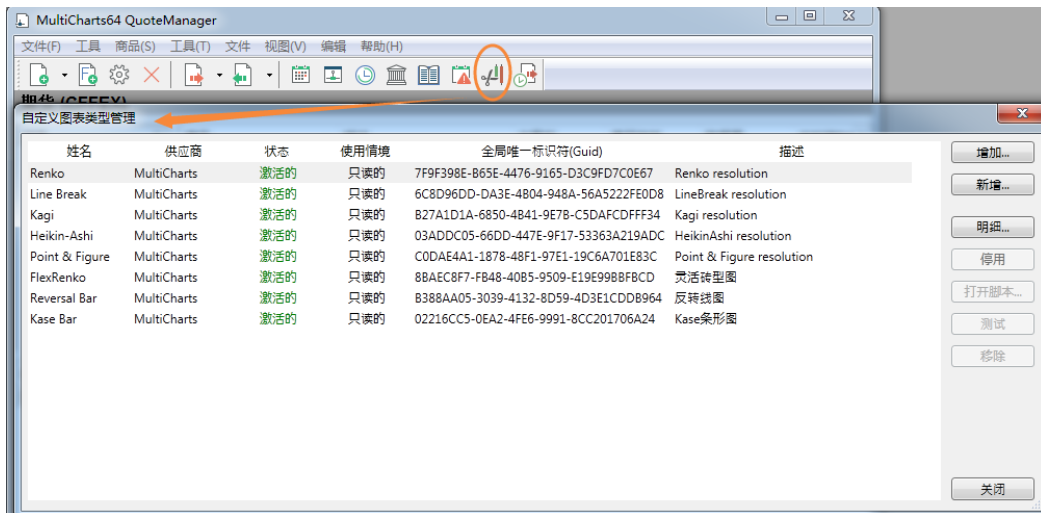 MultiCharts64 QuoteManager
文件(F) 工具 商品(S) 工具(T) 文件 视图(V) 编辑 帮助(H)
期货 (CFFEX)
自定义图表类型管理
姓名 供应商 状态 使用情境 全局唯一标识符(Guid) 描述
Renko MultiCharts 激活的 只读的 7F9F398E-B65E-4476-9165-D3C9FD7C0E67 Renko resolution
Line Break MultiCharts 激活的 只读的 6C8D96DD-DA3E-4B04-948A-56A5222FE0D8 LineBreak resolution
Kagi MultiCharts 激活的 只读的 B27A1D1A-6850-4B41-9E7B-C5DAFCDFFF34 Kagi resolution
Heikin-Ashi MultiCharts 激活的 只读的 03ADDC05-66DD-447E-9F17-53363A219ADC HeikinAshi resolution
Point & Figure MultiCharts 激活的 只读的 C0DAE4A1-1878-48F1-97E1-19C6A701E83C Point & Figure resolution
FlexRenko MultiCharts 激活的 只读的 8BAEC8F7-FB48-40B5-9509-E19E99BBFBCD 灵活砖型图
Reversal Bar MultiCharts 激活的 只读的 B388AA05-3039-4132-8D59-4D3E1CDDB964 反转线图
Kase Bar MultiCharts 激活的 只读的 02216CC5-0EA2-4FE6-9991-8CC201706A24 Kase条形图
增加...
新增...
明细...
停用
打开脚本...
测试
移除
关闭